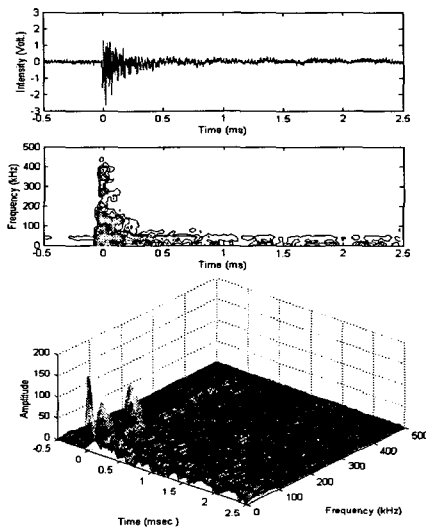 3
2
1
0
-1
-2
-3
Intensity (Volt.)
-0.5 0 0.5 1 1.5 2 2.5
Time (ms)
500
400
300
200
100
0
Frequency (kHz)
-0.5 0 0.5 1 1.5 2 2.5
Time (ms)
200
150
100
50
0
Amplitude
-0.5 0 0.5 1 1.5 2 2.5
Time (msec )
0 100 200 300 400 500
Frequency (kHz)